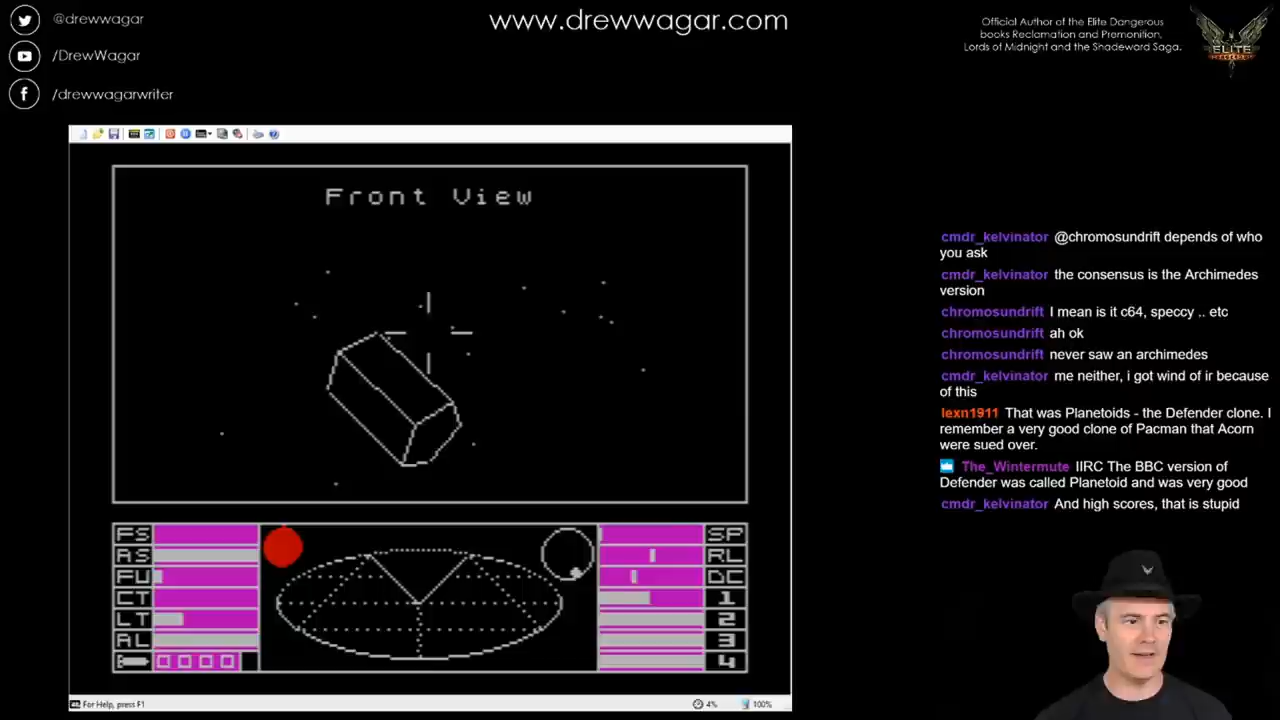 @drewwagar
/DrewWagar
/drewwagarwriter
www.drewwagar.com
Official Author of the Elite Dangerous
books Reclamation and Premonition,
Lords of Midnight and the Shadeward Saga.
ELITE
DANGEROUS
Front View
cmdr_kelvinator @chromosundrift depends of who
you ask
cmdr_kelvinator the consensus is the Archimedes
version
chromosundrift I mean is it c64, speccy .. etc
chromosundrift ah ok
chromosundrift never saw an archimedes
cmdr_kelvinator me neither, i got wind of ir because
of this
lexn1911 That was Planetoids - the Defender clone. I
remember a very good clone of Pacman that Acorn
were sued over.
The_Wintermute IIRC The BBC version of
Defender was called Planetoid and was very good
cmdr_kelvinator And high scores, that is stupid
FS
AS
FU
CT
LT
AL
SP
RL
DC
1
2
3
4
For Help, press F1
4%
100%